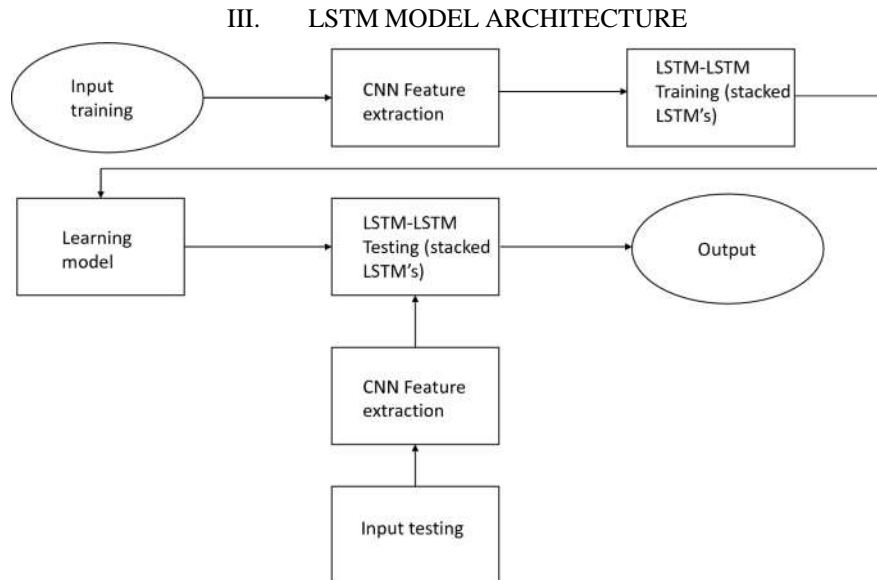 III. LSTM MODEL ARCHITECTURE
Input
training
CNN Feature
extraction
LSTM-LSTM
Training (stacked
LSTM's)
Learning
model
LSTM-LSTM
Testing (stacked
LSTM's)
Output
CNN Feature
extraction
Input testing